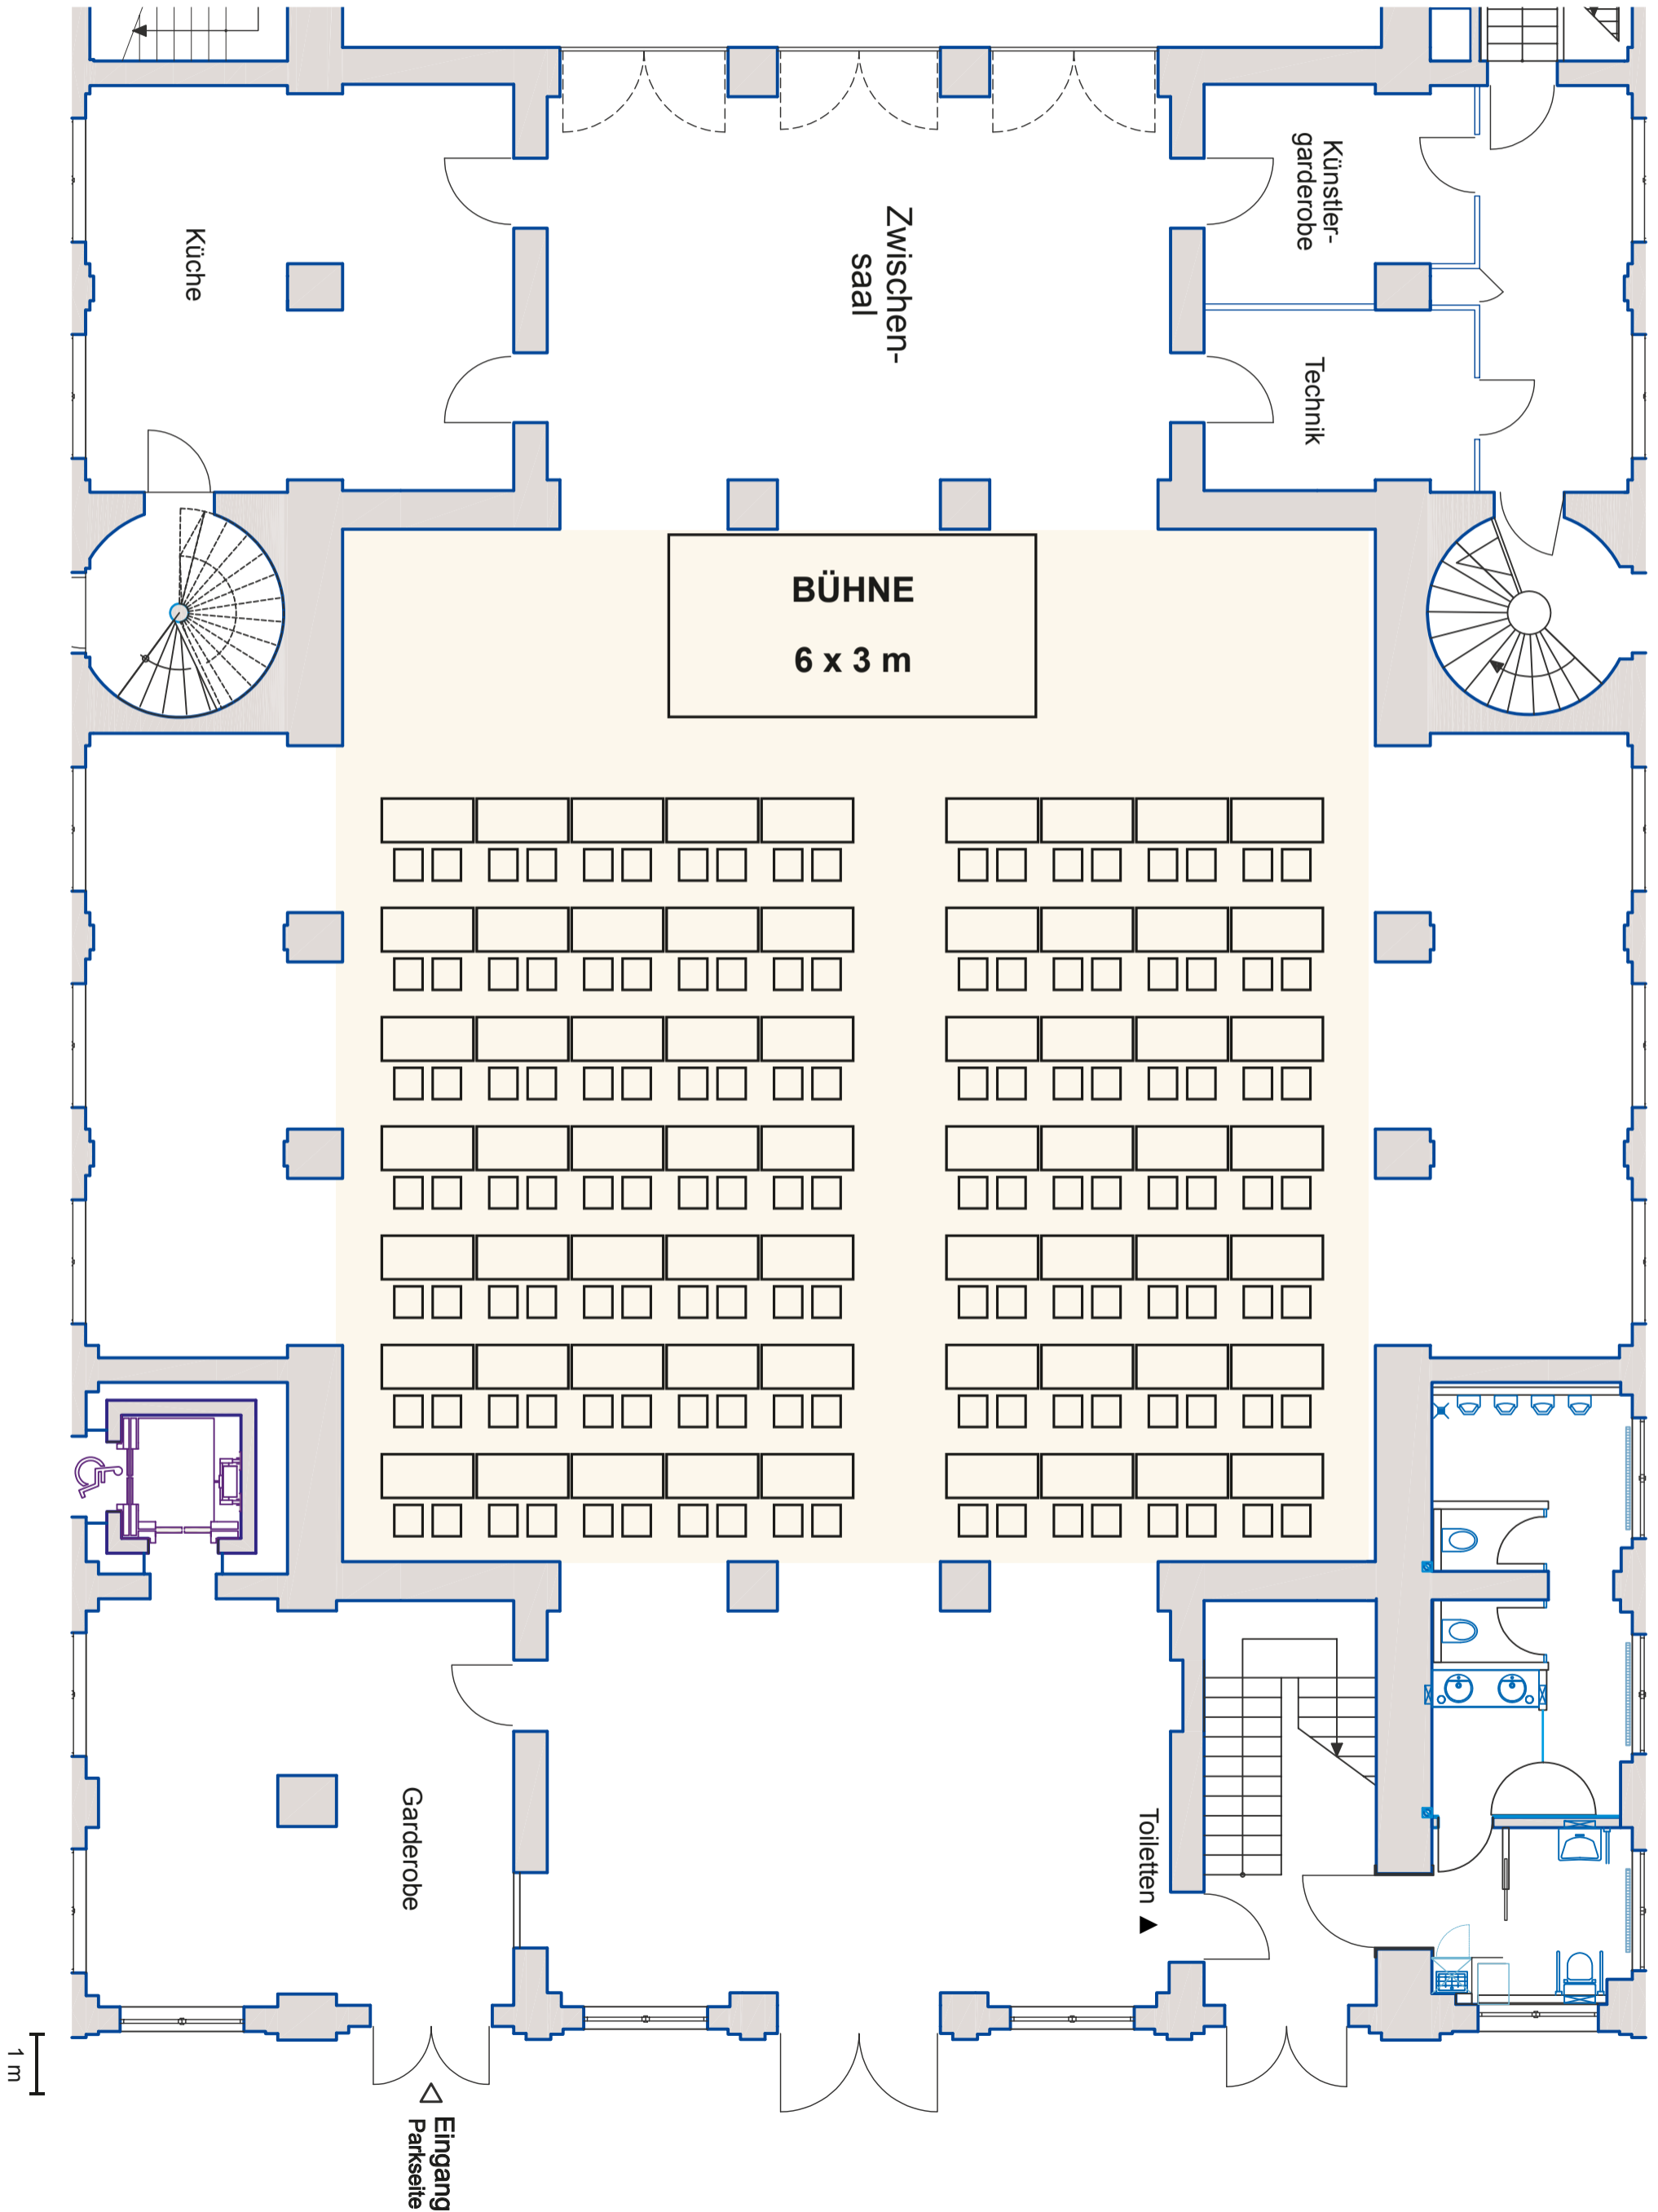 Künstler-
garderobe
Zwischen-
saal
Küche
Technik
BÜHNE
6 x 3 m
Garderobe
Toiletten ▶
1 m
◁ Eingang
Parkseite